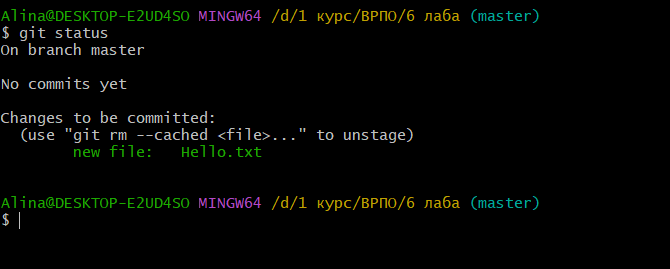 Alina@DESKTOP-E2UD4SO MINGW64 /d/1 курс/ВРПО/6 лаба (master)
$ git status
On branch master
No commits yet
Changes to be committed:
  (use "git rm --cached <file>..." to unstage)
        new file:   Hello.txt
Alina@DESKTOP-E2UD4SO MINGW64 /d/1 курс/ВРПО/6 лаба (master)
$